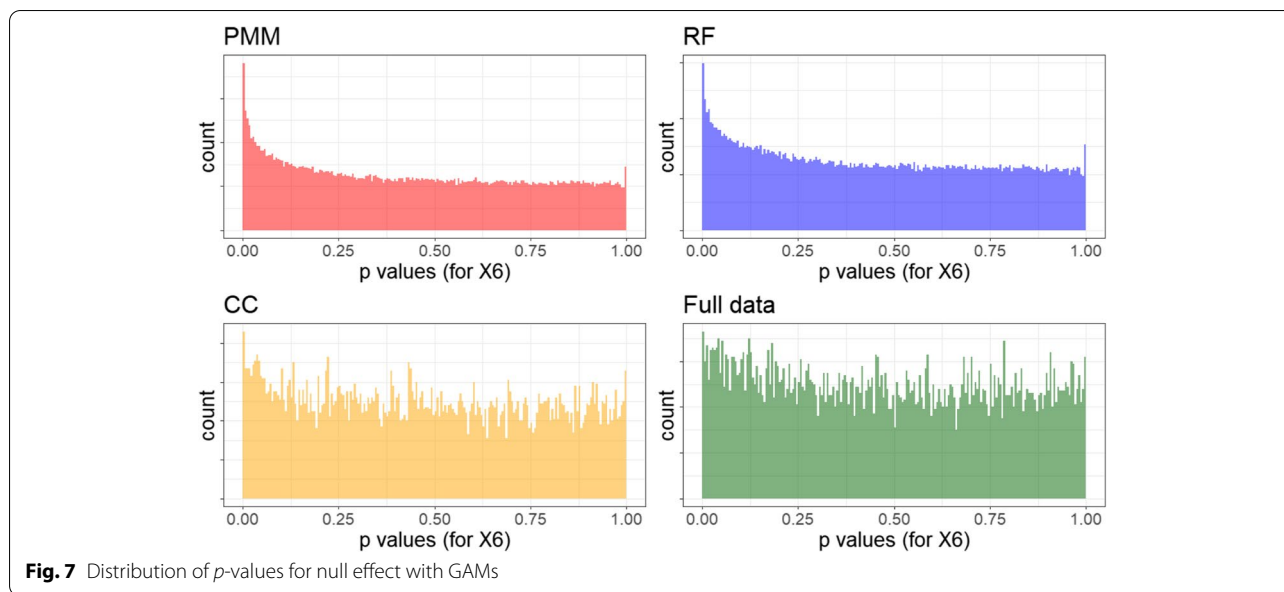 PMM
count
0.00 0.25 0.50 0.75 1.00
p values (for X6)
RF
count
0.00 0.25 0.50 0.75 1.00
p values (for X6)
CC
count
0.00 0.25 0.50 0.75 1.00
p values (for X6)
Full data
count
0.00 0.25 0.50 0.75 1.00
p values (for X6)
Fig. 7 Distribution of p-values for null effect with GAMs